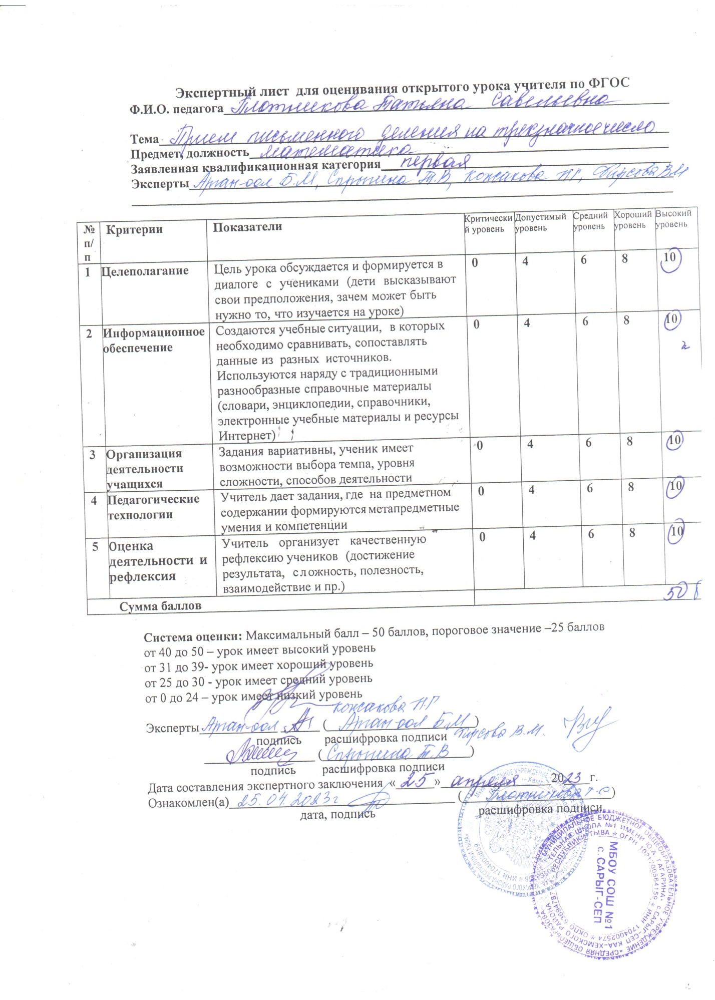 Экспертный лист для оценивания открытого урока учителя по ФГОС
Ф.И.О. педагога Плотникова Татьяна Савельевна
Тема Прием письменного деления на трехзначное число
Предмет, должность математика
Заявленная квалификационная категория первая
Эксперты Аран-оол Б.М, Спрынина Т.В, Кожакова Н.Г, Фирсова В М
№ п/п Критерии Показатели Критический уровень Допустимый уровень Средний уровень Хороший уровень Высокий уровень
1 Целеполагание Цель урока обсуждается и формируется в 0 4 6 8 10
диалоге с учениками (дети высказывают
свои предположения, зачем может быть
нужно то, что изучается на уроке)
2 Информационное обеспечение Создаются учебные ситуации, в которых 0 4 6 8 10
необходимо сравнивать, сопоставлять
данные из разных источников.
Используются наряду с традиционными
разнообразные справочные материалы
(словари, энциклопедии, справочники,
электронные учебные материалы и ресурсы
Интернет)
3 Организация деятельности учащихся Задания вариативны, ученик имеет 0 4 6 8 10
возможности выбора темпа, уровня
сложности, способов деятельности
4 Педагогические технологии Учитель дает задания, где на предметном 0 4 6 8 10
содержании формируются метапредметные
умения и компетенции
5 Оценка деятельности и рефлексия Учитель организует качественную 0 4 6 8 10
рефлексию учеников (достижение
результата, сложность, полезность,
взаимодействие и пр.)
Сумма баллов 50 б
Система оценки: Максимальный балл – 50 баллов, пороговое значение –25 баллов
от 40 до 50 – урок имеет высокий уровень
от 31 до 39- урок имеет хороший уровень
от 25 до 30 - урок имеет средний уровень
от 0 до 24 – урок имеет низкий уровень
Кожакова Н.Г
Эксперты Аран-оол (Аран-оол Б.М)
Фирсова В.М.
подпись расшифровка подписи
(Спрынина Т.В)
подпись расшифровка подписи
Дата составления экспертного заключения «25» апреля 2023 г.
Ознакомлен(а) 25.04.2023г (Плотникова Т.С)
дата, подпись расшифровка подписи
ИНН 1704003659
МУНИЦИПАЛЬНОЕ БЮДЖЕТНОЕ ОБЩЕОБРАЗОВАТЕЛЬНОЕ УЧРЕЖДЕНИЕ "СРЕДНЯЯ ОБЩЕОБРАЗОВА-
ТЕЛЬНАЯ ШКОЛА №1 ИМЕНИ Ю.А. ГАГАРИНА" с.САРЫГ-СЕП КАА-ХЕМСКОГО РАЙОНА
РЕСПУБЛИКИ ТЫВА * ОГРН 1021700564159 * ИНН 1704002574 * ОКПО 53694787
МБОУ СОШ №1
с.САРЫГ-СЕП